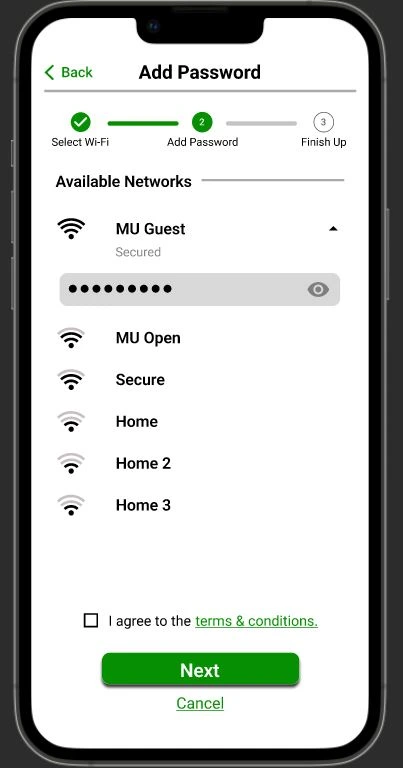 Back
Add Password
2
3
Select Wi-Fi
Add Password
Finish Up
Available Networks
MU Guest
Secured
MU Open
Secure
Home
Home 2
Home 3
I agree to the terms & conditions.
Next
Cancel